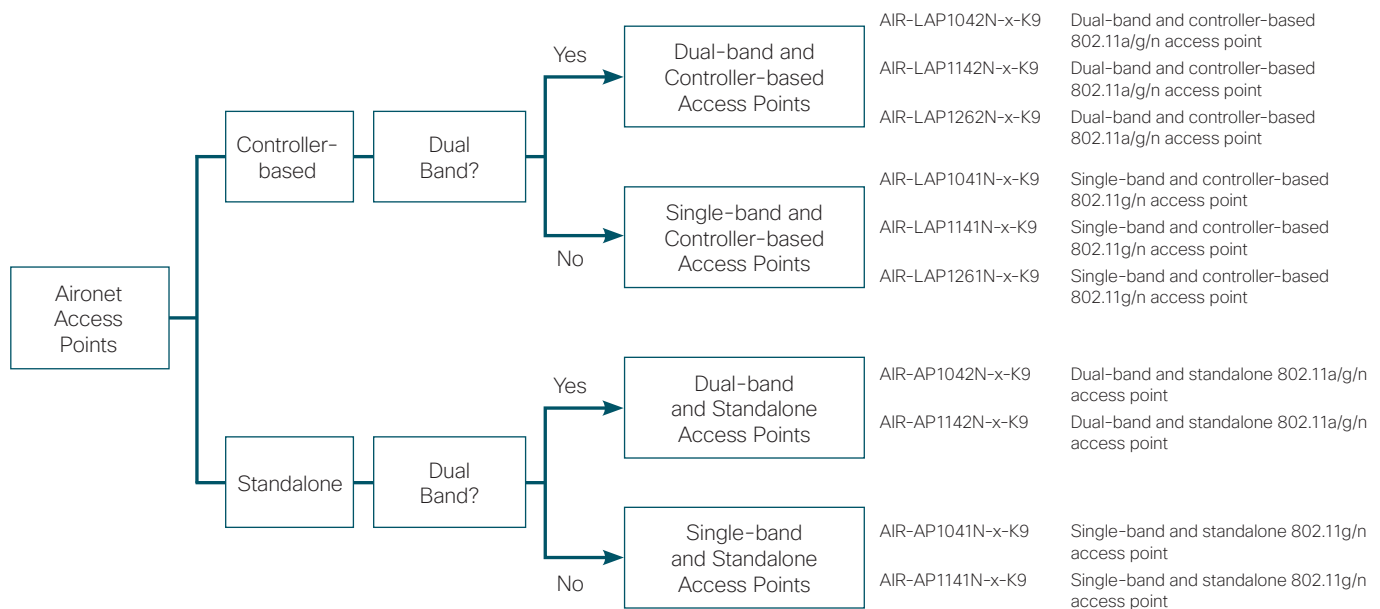 Aironet
Access
Points
Controller-
based
Dual
Band?
Yes
Dual-band and
Controller-based
Access Points
AIR-LAP1042N-x-K9 Dual-band and controller-based
802.11a/g/n access point
AIR-LAP1142N-x-K9 Dual-band and controller-based
802.11a/g/n access point
AIR-LAP1262N-x-K9 Dual-band and controller-based
802.11a/g/n access point
No
Single-band and
Controller-based
Access Points
AIR-LAP1041N-x-K9 Single-band and controller-based
802.11g/n access point
AIR-LAP1141N-x-K9 Single-band and controller-based
802.11g/n access point
AIR-LAP1261N-x-K9 Single-band and controller-based
802.11g/n access point
Standalone
Dual
Band?
Yes
Dual-band
and Standalone
Access Points
AIR-AP1042N-x-K9 Dual-band and standalone 802.11a/g/n
access point
AIR-AP1142N-x-K9 Dual-band and standalone 802.11a/g/n
access point
No
Single-band
and Standalone
Access Points
AIR-AP1041N-x-K9 Single-band and standalone 802.11g/n
access point
AIR-AP1141N-x-K9 Single-band and standalone 802.11g/n
access point